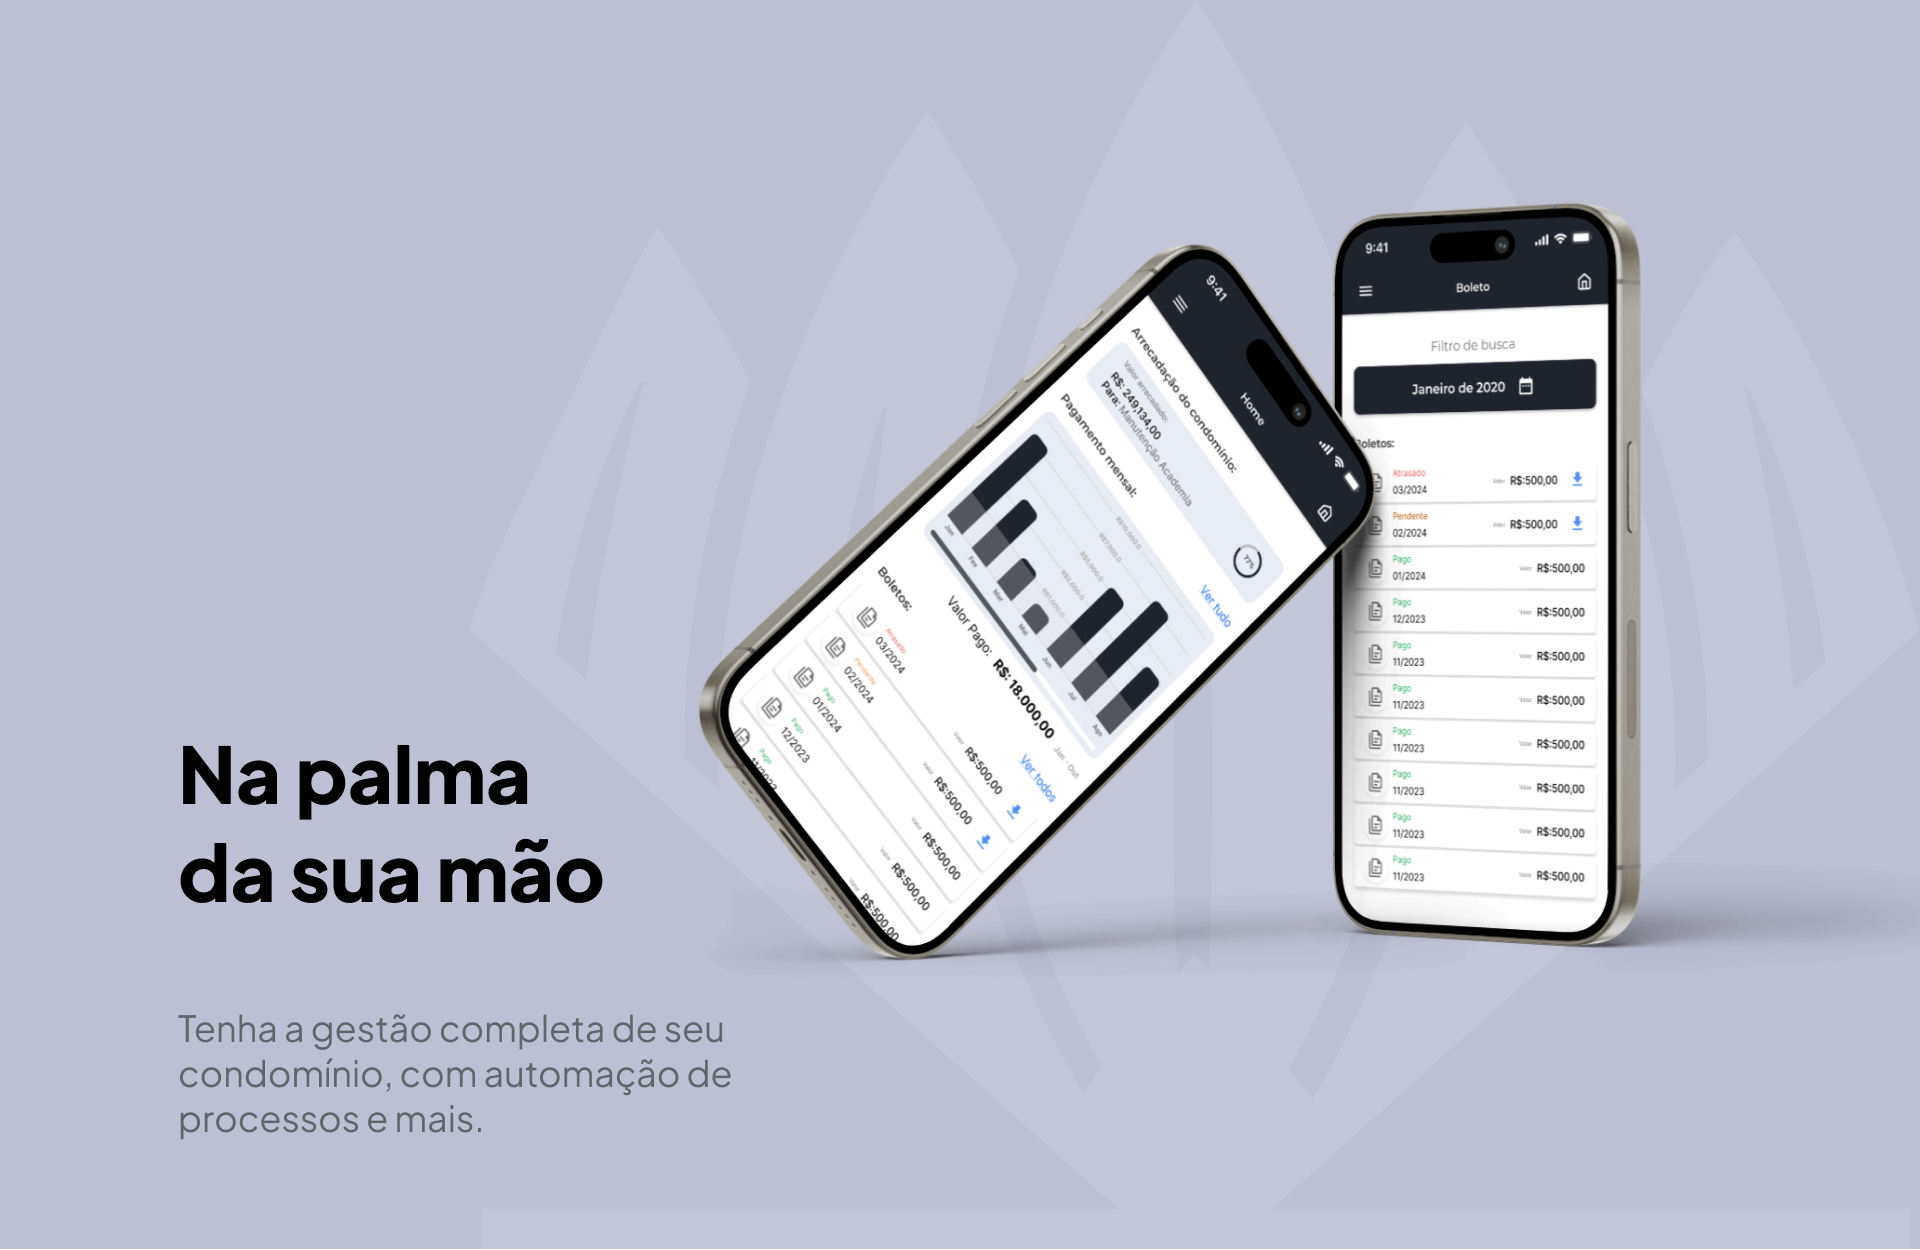 Na palma
da sua mão
Tenha a gestão completa de seu
condomínio, com automação de
processos e mais.
9:41
Home
Arrecadação do condomínio:
Valor arrecadado:
R$: 249,134,00
Para: Manutenção Academia
77%
Pagamento mensal:
Ver tudo
R$10.000,0
R$7.000,0
R$5.000,0
R$2.000,0
R$1.000,0
Jan Fev Mar Mai Jun Jul Ago
Valor Pago: R$: 18.000,00 Jan - Out
Boletos:
Ver todos
Atrasado
03/2024 Valor R$:500,00
Pendente
02/2024 Valor R$:500,00
Pago
01/2024 Valor R$:500,00
Pago
12/2023 Valor R$:500,00
Pago
11/2023 Valor R$:500,00
9:41
Boleto
Filtro de busca
Janeiro de 2020
Boletos:
Atrasado
03/2024 Valor R$:500,00
Pendente
02/2024 Valor R$:500,00
Pago
01/2024 Valor R$:500,00
Pago
12/2023 Valor R$:500,00
Pago
11/2023 Valor R$:500,00
Pago
11/2023 Valor R$:500,00
Pago
11/2023 Valor R$:500,00
Pago
11/2023 Valor R$:500,00
Pago
11/2023 Valor R$:500,00
Pago
11/2023 Valor R$:500,00